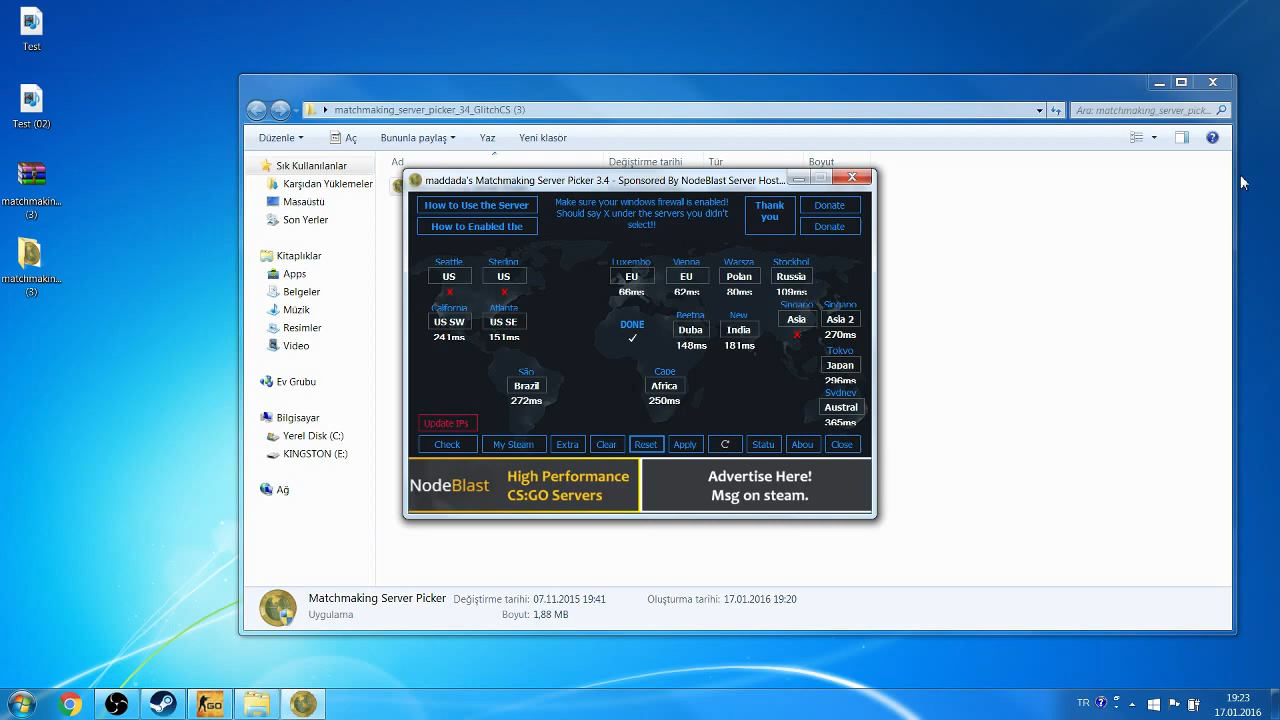 Test
Test (02)
matchmakin...
(3)
matchmakin...
(3)
matchmaking_server_picker_34_GlitchCS (3)
Ara: matchmaking_server_pick...
Düzenle
Aç
Bununla paylaş
Yaz
Yeni klasör
Sık Kullanılanlar
Karşıdan Yüklemeler
Masaüstü
Son Yerler
Kitaplıklar
Apps
Belgeler
Müzik
Resimler
Video
Ev Grubu
Bilgisayar
Yerel Disk (C:)
KINGSTON (E:)
Ağ
Ad
Değiştirme tarihi
Tür
Boyut
maddada's Matchmaking Server Picker 3.4 - Sponsored By NodeBlast Server Host...
How to Use the Server
How to Enabled the
Make sure your windows firewall is enabled!
Should say X under the servers you didn't
select!!
Thank
you
Donate
Donate
Seattle
US
X
Sterling
US
X
Luxembo
EU
66ms
Vienna
EU
62ms
Warsza
Polan
80ms
Stockhol
Russia
109ms
California
US SW
241ms
Atlanta
US SE
151ms
DONE
Beetna
Duba
148ms
New
India
181ms
Singapo
Asia
X
Singapo
Asia 2
270ms
Tokyo
Japan
296ms
São
Brazil
272ms
Cape
Africa
250ms
Sydney
Austral
365ms
Update IPs
Check
My Steam
Extra
Clear
Reset
Apply
Statu
Abou
Close
NodeBlast
High Performance
CS:GO Servers
Advertise Here!
Msg on steam.
Matchmaking Server Picker
Değiştirme tarihi: 07.11.2015 19:41
Oluşturma tarihi: 17.01.2016 19:20
Uygulama
Boyut: 1,88 MB
GO
TR
19:23
17.01.2016